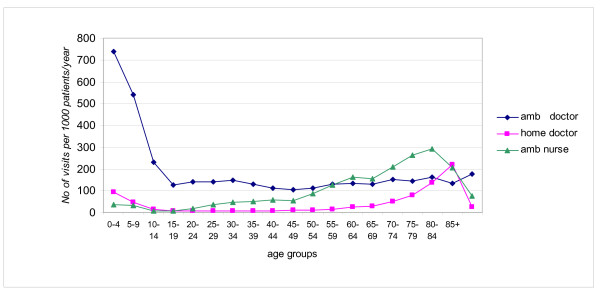 800
700
600
500
400
300
200
100
0
No of visits per 1000 patients/year
0-4 5-9 10- 15- 20- 25- 30- 35- 40- 45- 50- 55- 60- 65- 70- 75- 80- 85+
14 19 24 29 34 39 44 49 54 59 64 69 74 79 84
age groups
amb doctor
home doctor
amb nurse